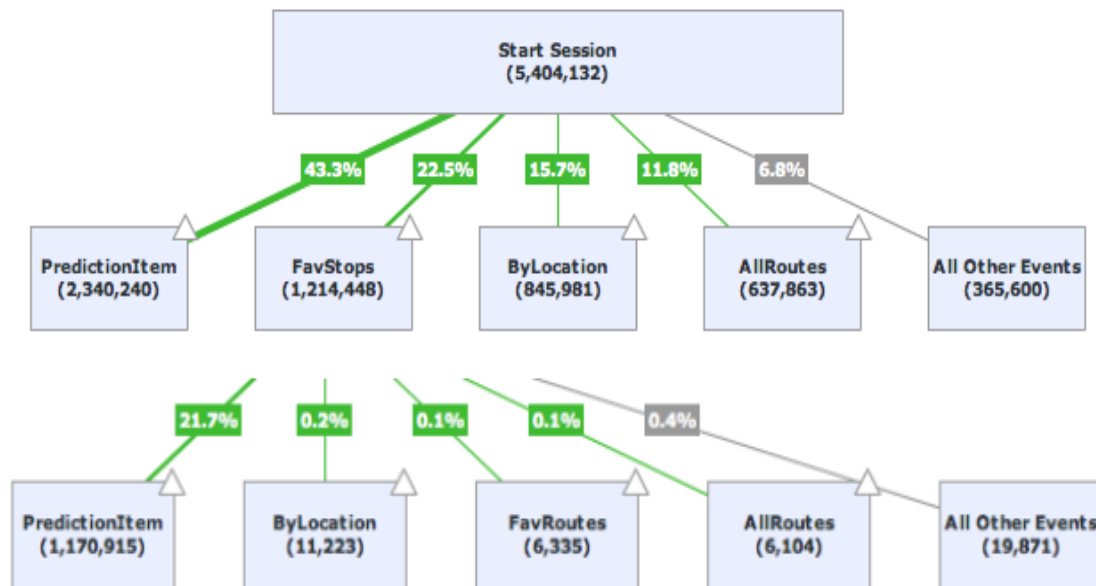 Start Session
(5,404,132)
43.3%
22.5%
15.7%
11.8%
6.8%
PredictionItem
(2,340,240)
FavStops
(1,214,448)
ByLocation
(845,981)
AllRoutes
(637,863)
All Other Events
(365,600)
21.7%
0.2%
0.1%
0.1%
0.4%
PredictionItem
(1,170,915)
ByLocation
(11,223)
FavRoutes
(6,335)
AllRoutes
(6,104)
All Other Events
(19,871)